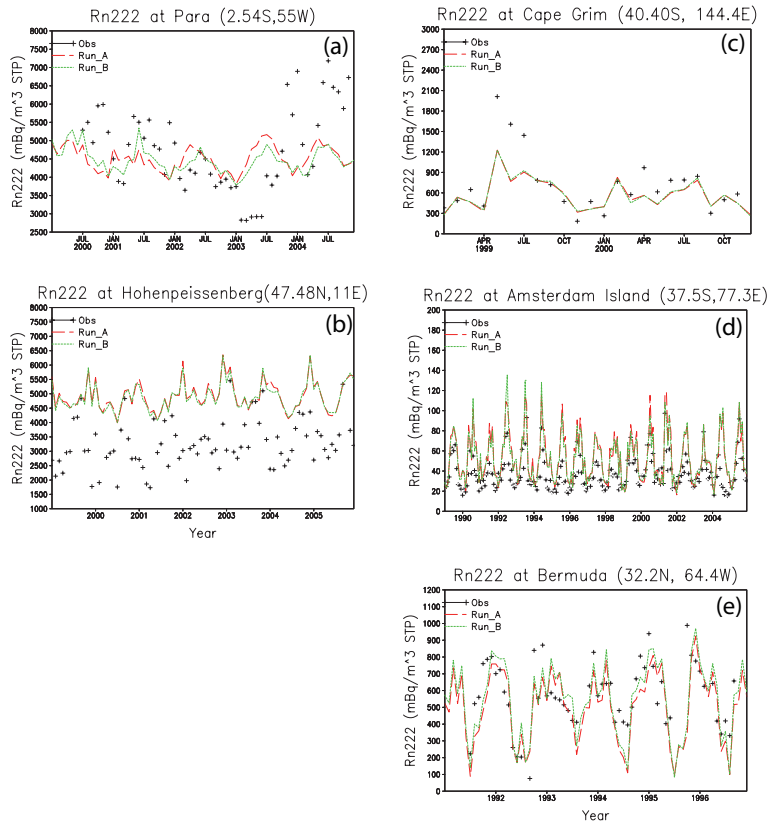 Rn222 at Para (2.54S,55W)
(a)
Rn222 (mBq/m^3 STP)
8000
7500
7000
6500
6000
5500
5000
4500
4000
3500
3000
2500
Obs
Run_A
Run_B
JUL 2000
JAN 2001
JUL
JAN 2002
JUL
JAN 2003
JUL
JAN 2004
JUL
Rn222 at Cape Grim (40.40S, 144.4E)
(c)
Rn222 (mBq/m^3 STP)
3000
2700
2400
2100
1800
1500
1200
900
600
300
0
Obs
Run_A
Run_B
APR 1999
JUL
OCT
JAN 2000
APR
JUL
OCT
Rn222 at Hohenpeissenberg(47.48N,11E)
(b)
Rn222 (mBq/m^3 STP)
8000
7500
7000
6500
6000
5500
5000
4500
4000
3500
3000
2500
2000
1500
1000
Obs
Run_A
Run_B
2000
2001
2002
2003
2004
2005
Year
Rn222 at Amsterdam Island (37.5S,77.3E)
(d)
Rn222 (mBq/m^3 STP)
200
180
160
140
120
100
80
60
40
20
0
Obs
Run_A
Run_B
1990
1992
1994
1996
1998
2000
2002
2004
Rn222 at Bermuda (32.2N, 64.4W)
(e)
Rn222 (mBq/m^3 STP)
1200
1100
1000
900
800
700
600
500
400
300
200
100
0
Obs
Run_A
Run_B
1992
1993
1994
1995
1996
Year